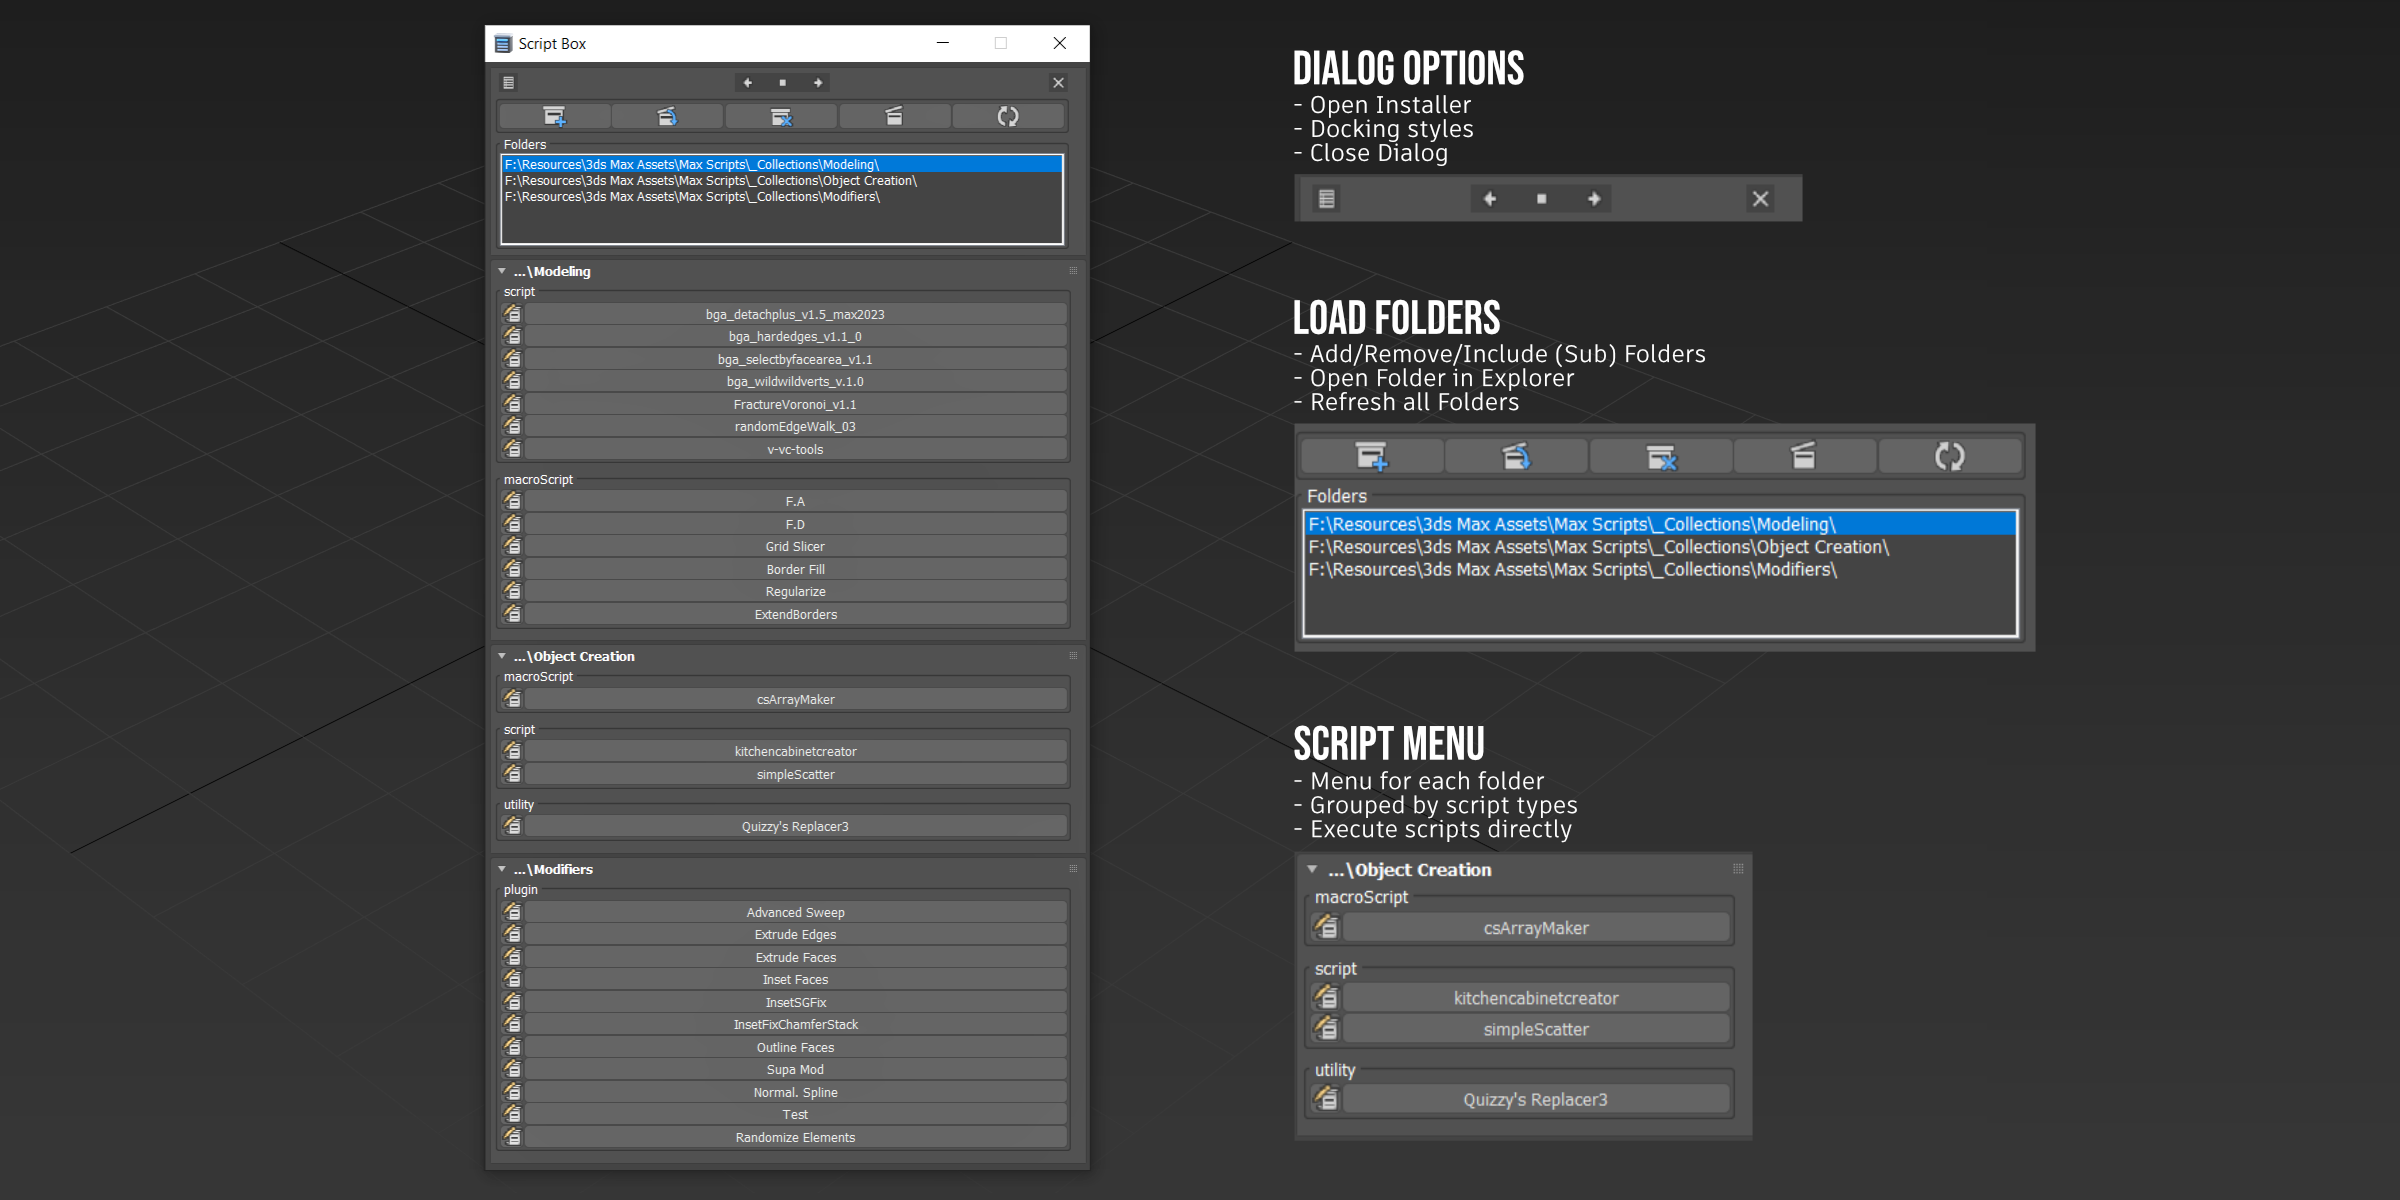 Script Box
Folders
F:\Resources\3ds Max Assets\Max Scripts\_Collections\Modeling\
F:\Resources\3ds Max Assets\Max Scripts\_Collections\Object Creation\
F:\Resources\3ds Max Assets\Max Scripts\_Collections\Modifiers\
...\Modeling
script
bga_detachplus_v1.5_max2023
bga_hardedges_v1.1_0
bga_selectbyfacearea_v1.1
bga_wildwildverts_v.1.0
FractureVoronoi_v1.1
randomEdgeWalk_03
v-vc-tools
macroScript
F.A
F.D
Grid Slicer
Border Fill
Regularize
ExtendBorders
...\Object Creation
macroScript
csArrayMaker
script
kitchencabinetcreator
simpleScatter
utility
Quizzy's Replacer3
...\Modifiers
plugin
Advanced Sweep
Extrude Edges
Extrude Faces
Inset Faces
InsetSGFix
InsetFixChamferStack
Outline Faces
Supa Mod
Normal. Spline
Test
Randomize Elements
DIALOG OPTIONS
- Open Installer
- Docking styles
- Close Dialog
LOAD FOLDERS
- Add/Remove/Include (Sub) Folders
- Open Folder in Explorer
- Refresh all Folders
Folders
F:\Resources\3ds Max Assets\Max Scripts\_Collections\Modeling\
F:\Resources\3ds Max Assets\Max Scripts\_Collections\Object Creation\
F:\Resources\3ds Max Assets\Max Scripts\_Collections\Modifiers\
SCRIPT MENU
- Menu for each folder
- Grouped by script types
- Execute scripts directly
...\Object Creation
macroScript
csArrayMaker
script
kitchencabinetcreator
simpleScatter
utility
Quizzy's Replacer3